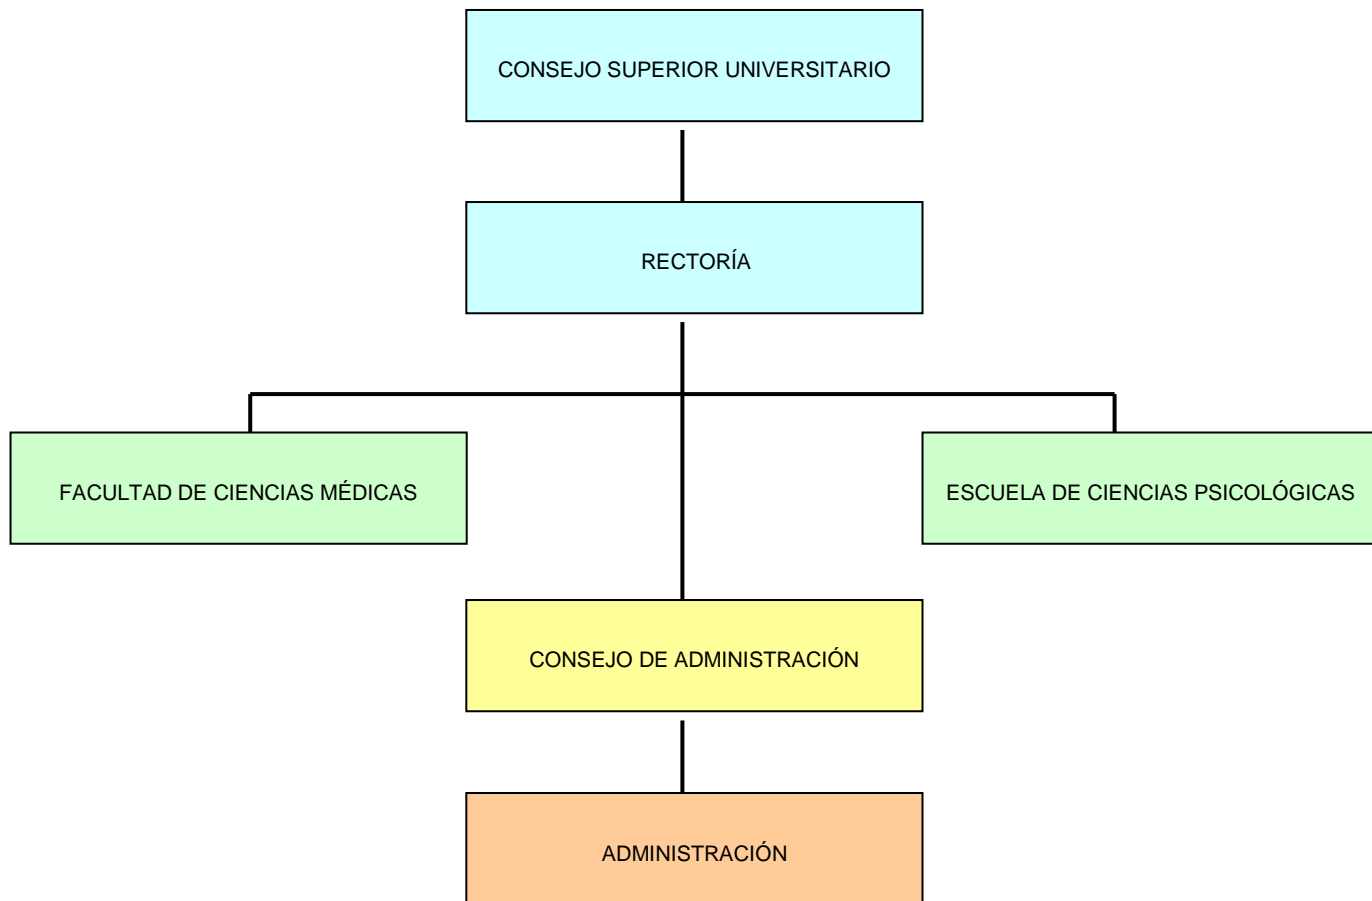 CONSEJO SUPERIOR UNIVERSITARIO
RECTORÍA
FACULTAD DE CIENCIAS MÉDICAS
ESCUELA DE CIENCIAS PSICOLÓGICAS
CONSEJO DE ADMINISTRACIÓN
ADMINISTRACIÓN